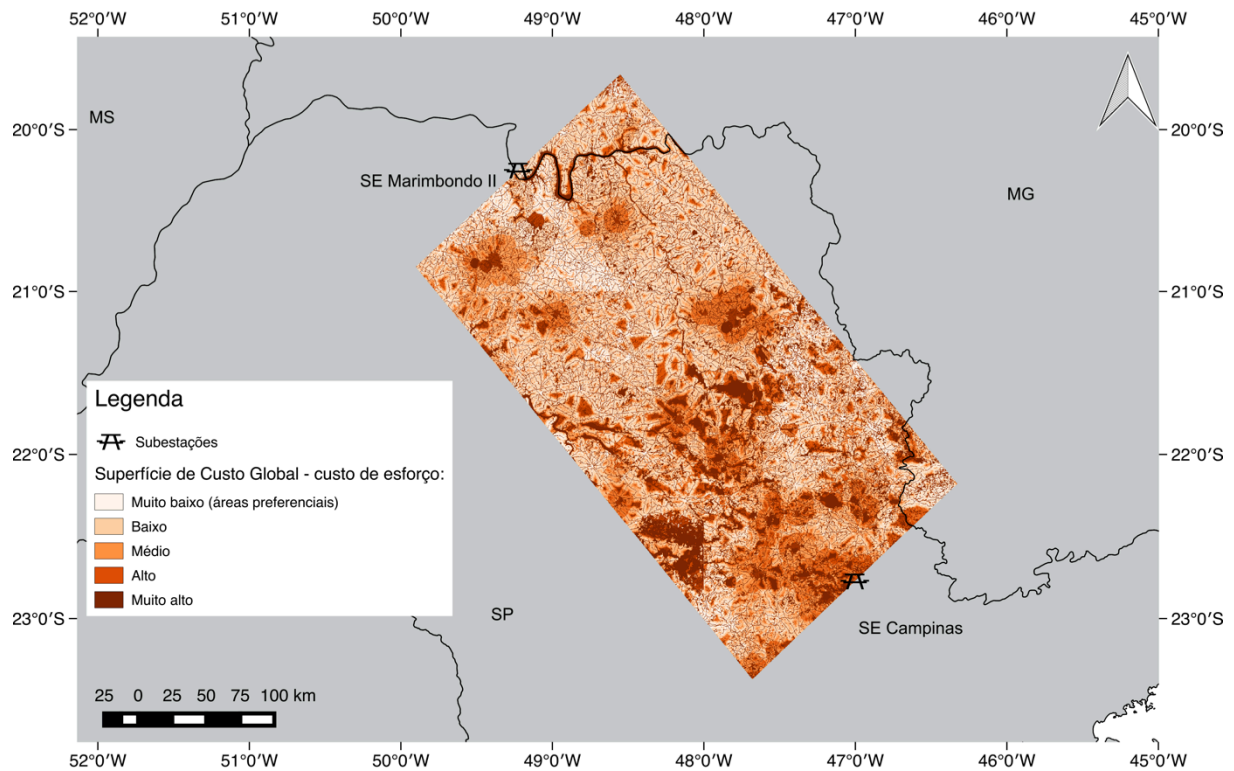 52°0'W 51°0'W 50°0'W 49°0'W 48°0'W 47°0'W 46°0'W 45°0'W
MS
20°0'S 20°0'S
SE Marimbondo II
MG
21°0'S 21°0'S
Legenda
Subestações
22°0'S 22°0'S
Superfície de Custo Global - custo de esforço:
Muito baixo (áreas preferenciais)
Baixo
Médio
Alto
Muito alto
23°0'S 23°0'S
SP
SE Campinas
25 0 25 50 75 100 km
52°0'W 51°0'W 50°0'W 49°0'W 48°0'W 47°0'W 46°0'W 45°0'W